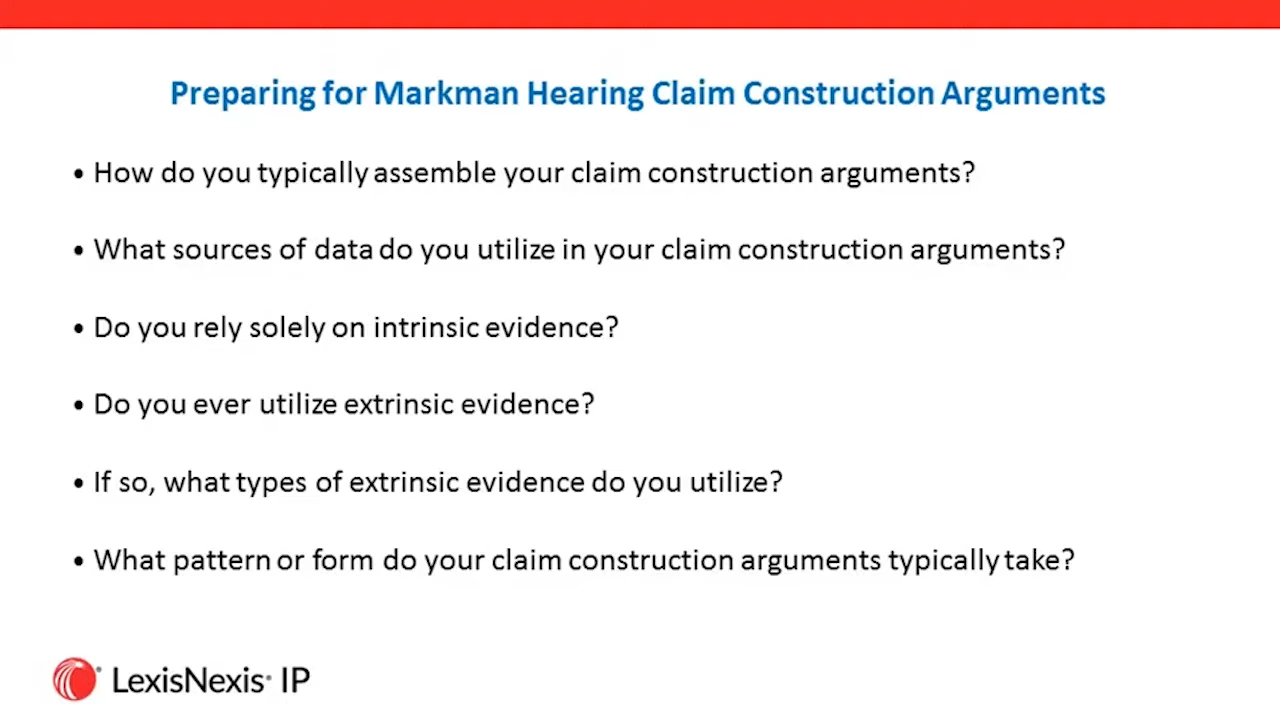 Preparing for Markman Hearing Claim Construction Arguments
• How do you typically assemble your claim construction arguments?
• What sources of data do you utilize in your claim construction arguments?
• Do you rely solely on intrinsic evidence?
• Do you ever utilize extrinsic evidence?
• If so, what types of extrinsic evidence do you utilize?
• What pattern or form do your claim construction arguments typically take?
LexisNexis® IP